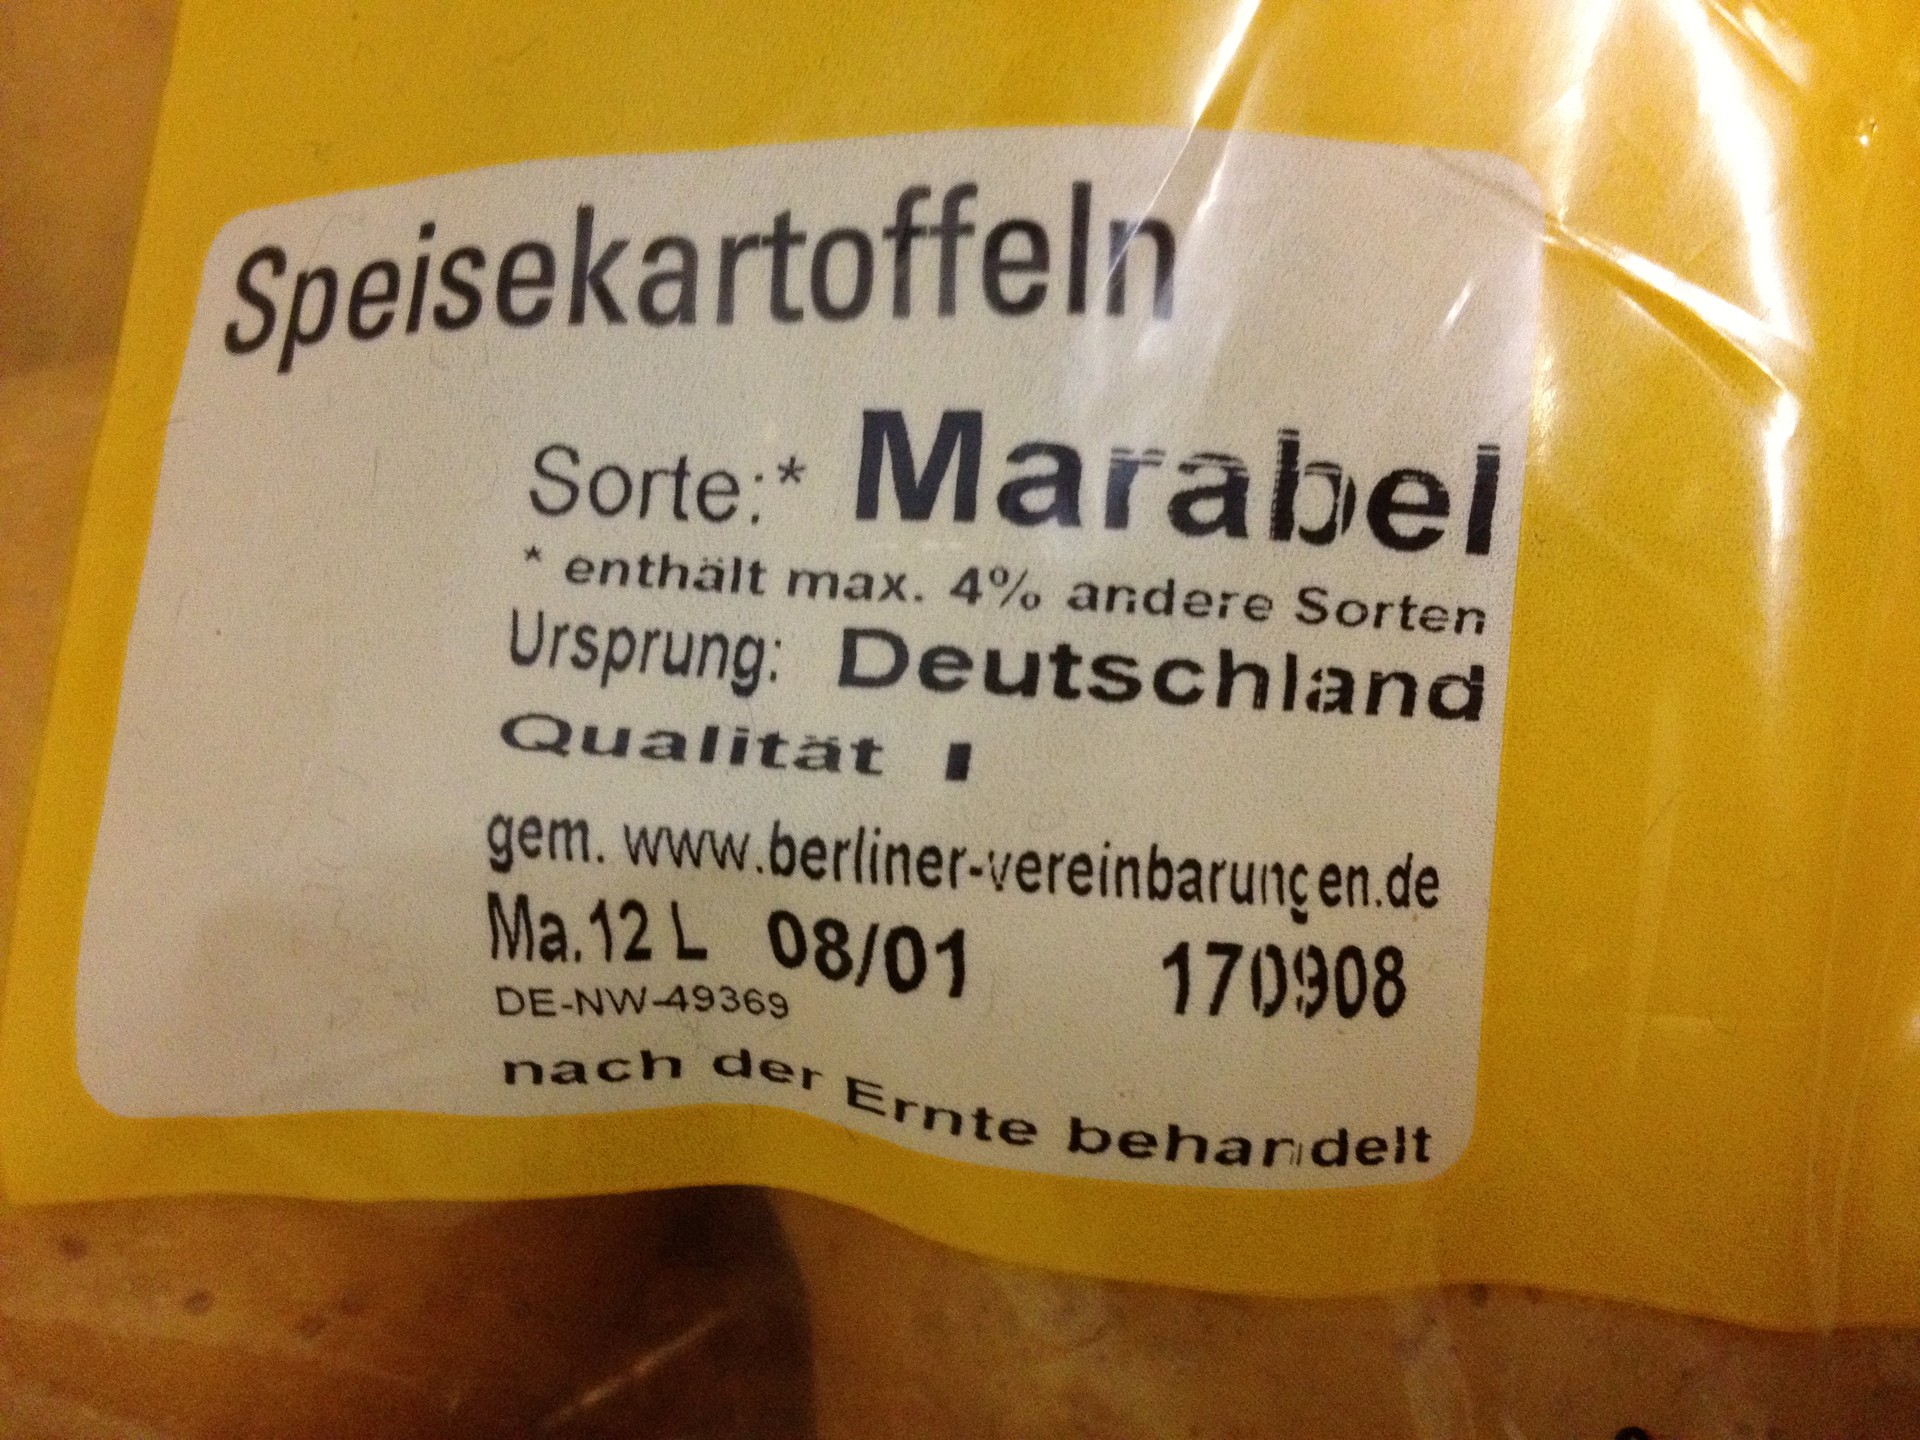 Speisekartoffeln
Sorte:* Marabel
* enthält max. 4% andere Sorten
Ursprung: Deutschland
Qualität I
gem. www.berliner-vereinbarungen.de
Ma.12 L 08/01 170908
DE-NW-49369
nach der Ernte behandelt